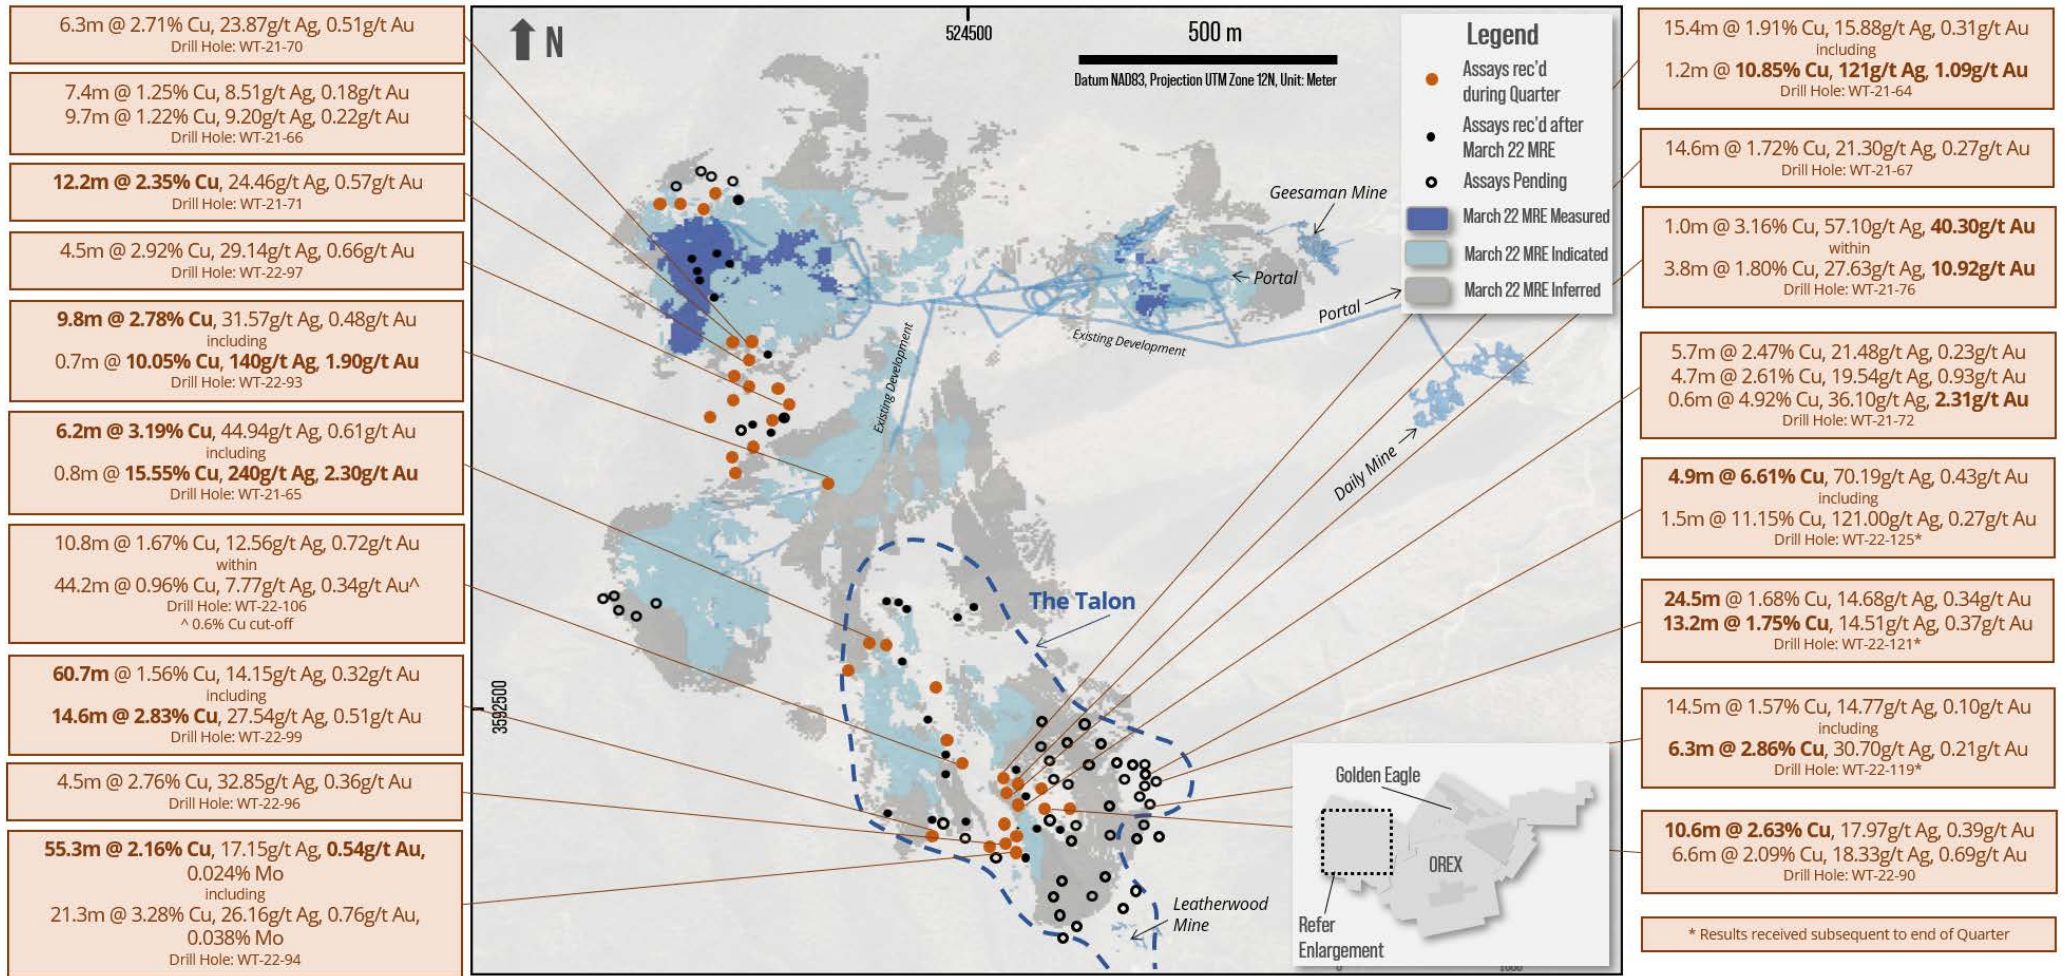 6.3m @ 2.71% Cu, 23.87g/t Ag, 0.51g/t Au
Drill Hole: WT-21-70
7.4m @ 1.25% Cu, 8.51g/t Ag, 0.18g/t Au
9.7m @ 1.22% Cu, 9.20g/t Ag, 0.22g/t Au
Drill Hole: WT-21-66
12.2m @ 2.35% Cu, 24.46g/t Ag, 0.57g/t Au
Drill Hole: WT-21-71
4.5m @ 2.92% Cu, 29.14g/t Ag, 0.66g/t Au
Drill Hole: WT-22-97
9.8m @ 2.78% Cu, 31.57g/t Ag, 0.48g/t Au
including
0.7m @ 10.05% Cu, 140g/t Ag, 1.90g/t Au
Drill Hole: WT-22-93
6.2m @ 3.19% Cu, 44.94g/t Ag, 0.61g/t Au
including
0.8m @ 15.55% Cu, 240g/t Ag, 2.30g/t Au
Drill Hole: WT-21-65
10.8m @ 1.67% Cu, 12.56g/t Ag, 0.72g/t Au
within
44.2m @ 0.96% Cu, 7.77g/t Ag, 0.34g/t Au^
Drill Hole: WT-22-106
^ 0.6% Cu cut-off
60.7m @ 1.56% Cu, 14.15g/t Ag, 0.32g/t Au
including
14.6m @ 2.83% Cu, 27.54g/t Ag, 0.51g/t Au
Drill Hole: WT-22-99
4.5m @ 2.76% Cu, 32.85g/t Ag, 0.36g/t Au
Drill Hole: WT-22-96
55.3m @ 2.16% Cu, 17.15g/t Ag, 0.54g/t Au,
0.024% Mo
including
21.3m @ 3.28% Cu, 26.16g/t Ag, 0.76g/t Au,
0.038% Mo
Drill Hole: WT-22-94
N
524500
500 m
Datum NAD83, Projection UTM Zone 12N, Unit: Meter
Legend
Assays rec'd
during Quarter
Assays rec'd after
March 22 MRE
Assays Pending
March 22 MRE Measured
March 22 MRE Indicated
March 22 MRE Inferred
Geesaman Mine
Portal
Portal
Existing Development
Existing Development
Daily Mine
The Talon
3592500
Leatherwood
Mine
Golden Eagle
OREX
Refer
Enlargement
15.4m @ 1.91% Cu, 15.88g/t Ag, 0.31g/t Au
including
1.2m @ 10.85% Cu, 121g/t Ag, 1.09g/t Au
Drill Hole: WT-21-64
14.6m @ 1.72% Cu, 21.30g/t Ag, 0.27g/t Au
Drill Hole: WT-21-67
1.0m @ 3.16% Cu, 57.10g/t Ag, 40.30g/t Au
within
3.8m @ 1.80% Cu, 27.63g/t Ag, 10.92g/t Au
Drill Hole: WT-21-76
5.7m @ 2.47% Cu, 21.48g/t Ag, 0.23g/t Au
4.7m @ 2.61% Cu, 19.54g/t Ag, 0.93g/t Au
0.6m @ 4.92% Cu, 36.10g/t Ag, 2.31g/t Au
Drill Hole: WT-21-72
4.9m @ 6.61% Cu, 70.19g/t Ag, 0.43g/t Au
including
1.5m @ 11.15% Cu, 121.00g/t Ag, 0.27g/t Au
Drill Hole: WT-22-125*
24.5m @ 1.68% Cu, 14.68g/t Ag, 0.34g/t Au
13.2m @ 1.75% Cu, 14.51g/t Ag, 0.37g/t Au
Drill Hole: WT-22-121*
14.5m @ 1.57% Cu, 14.77g/t Ag, 0.10g/t Au
including
6.3m @ 2.86% Cu, 30.70g/t Ag, 0.21g/t Au
Drill Hole: WT-22-119*
10.6m @ 2.63% Cu, 17.97g/t Ag, 0.39g/t Au
6.6m @ 2.09% Cu, 18.33g/t Ag, 0.69g/t Au
Drill Hole: WT-22-90
* Results received subsequent to end of Quarter